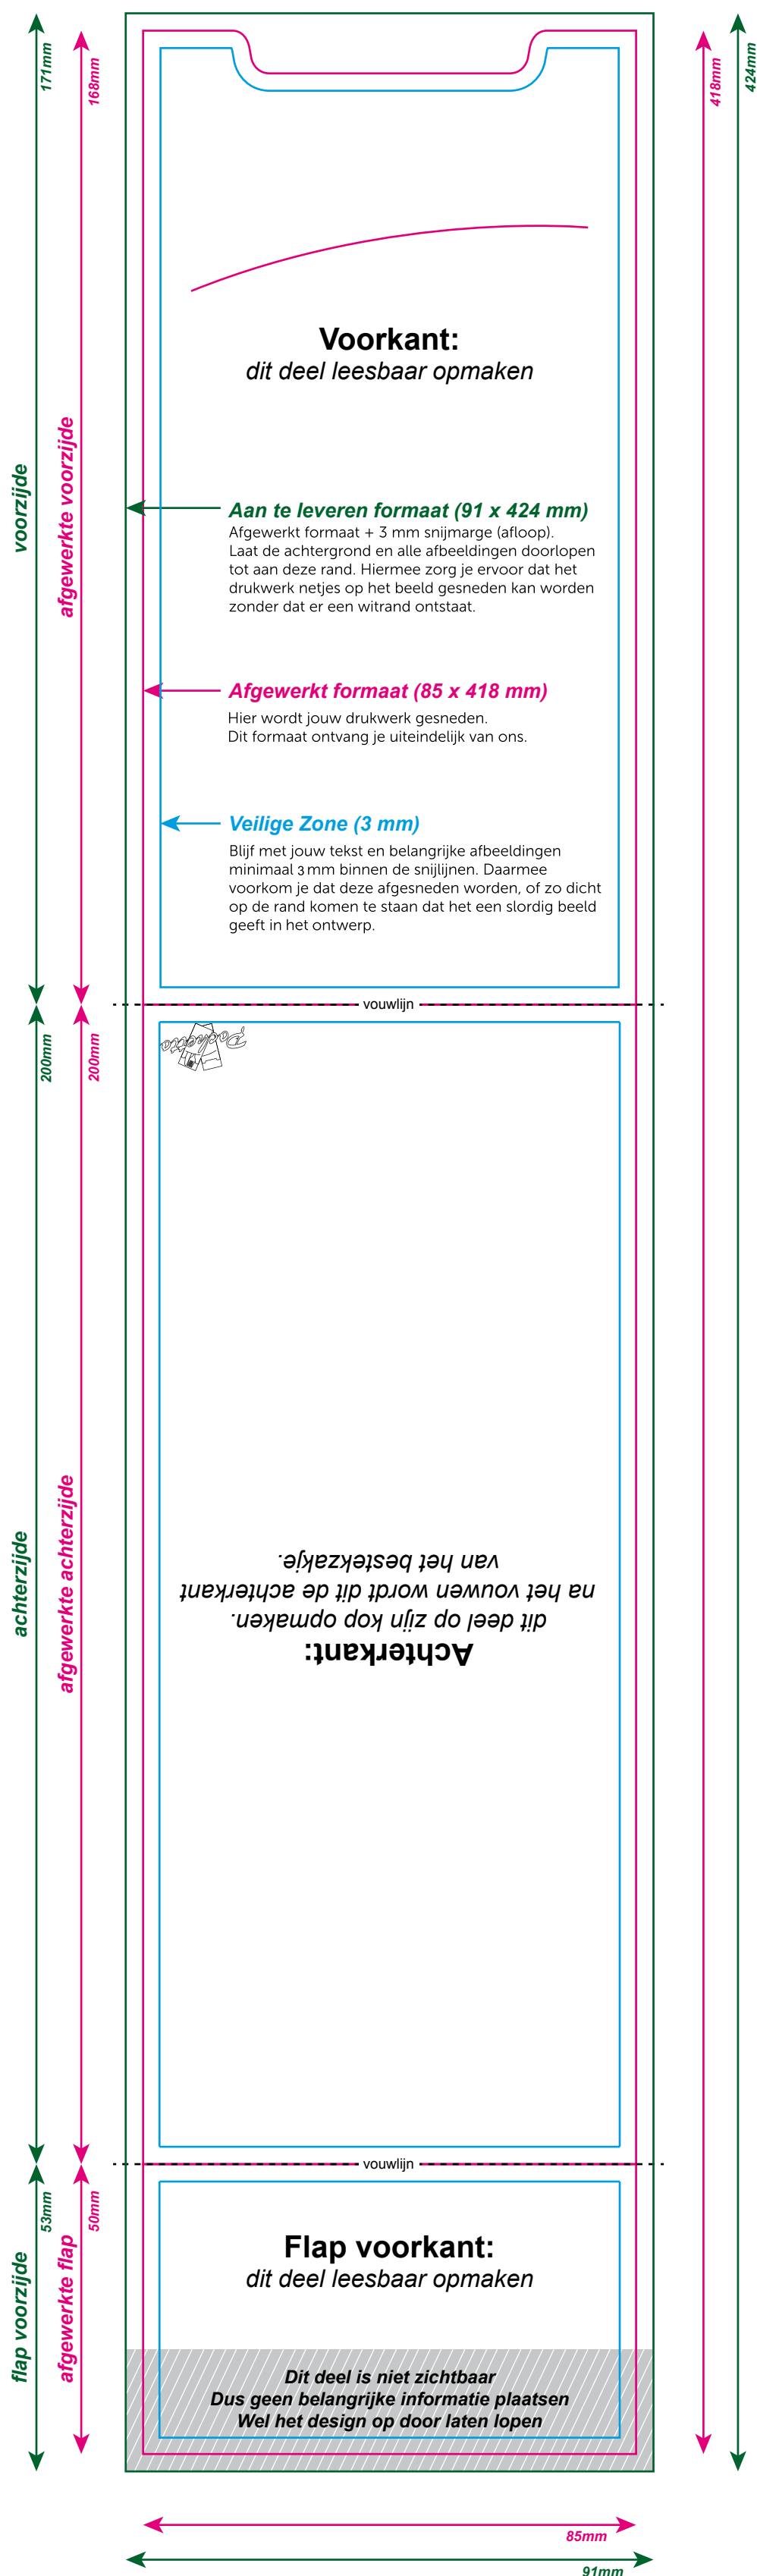 171mm
168mm
418mm
424mm
Voorkant:
dit deel leesbaar opmaken
voorzijde
afgewerkte voorzijde
Aan te leveren formaat (91 x 424 mm)
Afgewerkt formaat + 3 mm snijmarge (afloop).
Laat de achtergrond en alle afbeeldingen doorlopen
tot aan deze rand. Hiermee zorg je ervoor dat het
drukwerk netjes op het beeld gesneden kan worden
zonder dat er een witrand ontstaat.
Afgewerkt formaat (85 x 418 mm)
Hier wordt jouw drukwerk gesneden.
Dit formaat ontvang je uiteindelijk van ons.
Veilige Zone (3 mm)
Blijf met jouw tekst en belangrijke afbeeldingen
minimaal 3 mm binnen de snijlijnen. Daarmee
voorkom je dat deze afgesneden worden, of zo dicht
op de rand komen te staan dat het een slordig beeld
geeft in het ontwerp.
vouwlijn
200mm
200mm
Pochetto
achterzijde
afgewerkte achterzijde
Achterkant:
dit deel op zijn kop opmaken.
na het vouwen wordt dit de achterkant
van het bestekzakje.
vouwlijn
53mm
50mm
flap voorzijde
afgewerkte flap
Flap voorkant:
dit deel leesbaar opmaken
Dit deel is niet zichtbaar
Dus geen belangrijke informatie plaatsen
Wel het design op door laten lopen
85mm
91mm